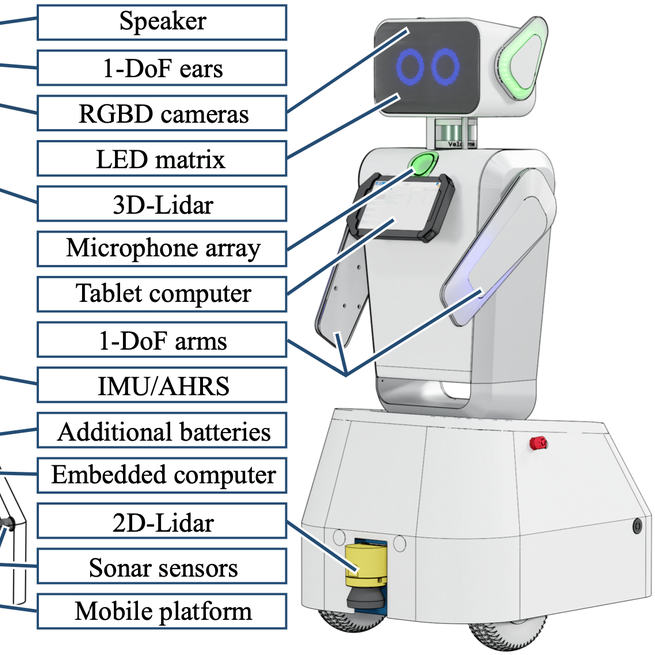 Speaker
1-DoF ears
RGBD cameras
LED matrix
3D-Lidar
Microphone array
Tablet computer
1-DoF arms
IMU/AHRS
Additional batteries
Embedded computer
2D-Lidar
Sonar sensors
Mobile platform